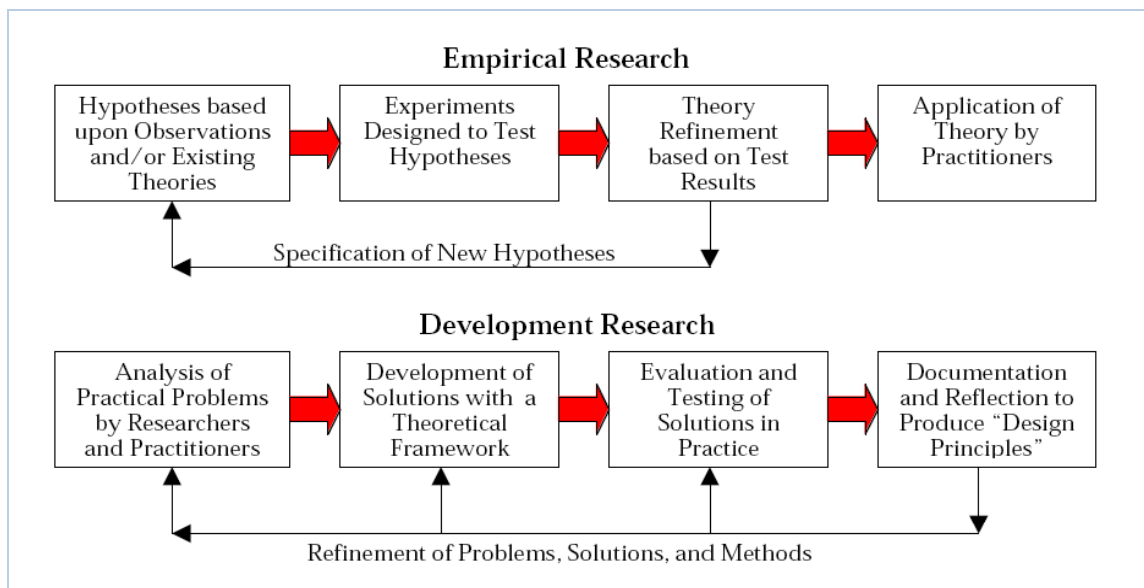 Empirical Research
Hypotheses based
upon Observations
and/or Existing
Theories
Experiments
Designed to Test
Hypotheses
Theory
Refinement
based on Test
Results
Application of
Theory by
Practitioners
Specification of New Hypotheses
Development Research
Analysis of
Practical Problems
by Researchers
and Practitioners
Development of
Solutions with a
Theoretical
Framework
Evaluation and
Testing of
Solutions in
Practice
Documentation
and Reflection to
Produce “Design
Principles”
Refinement of Problems, Solutions, and Methods